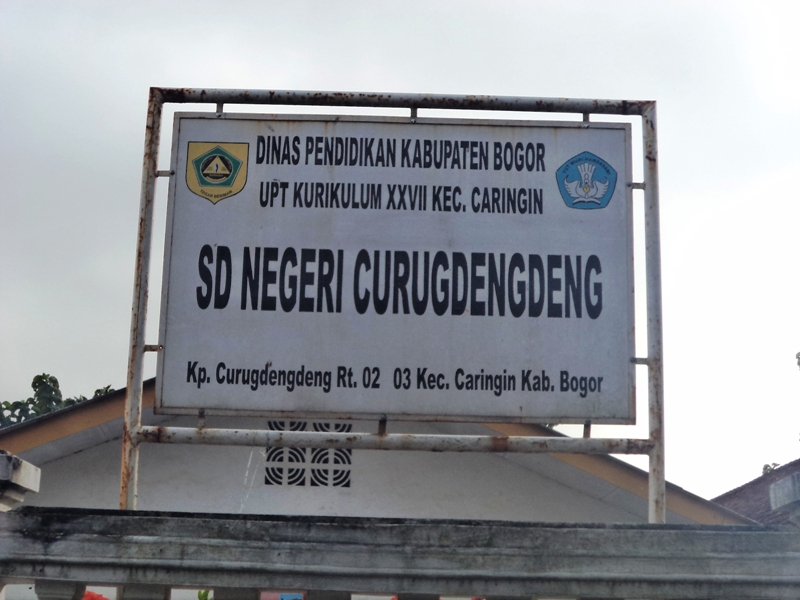 DINAS PENDIDIKAN KABUPATEN BOGOR
UPT KURIKULUM XXVII KEC. CARINGIN
SD NEGERI CURUGDENGDENG
Kp. Curugdengdeng Rt. 02 03 Kec. Caringin Kab. Bogor